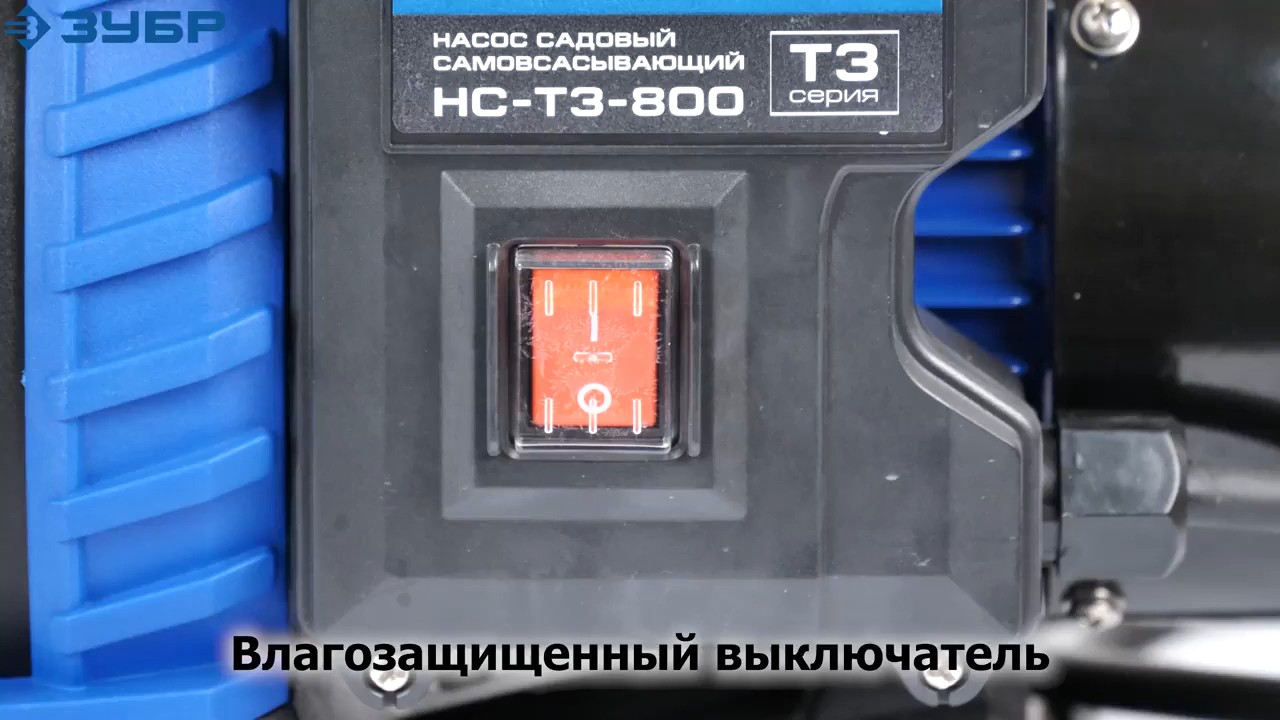 ЗУБР
НАСОС САДОВЫЙ
САМОВСАСЫВАЮЩИЙ
НС-Т3-800
Т3
серия
Влагозащищенный выключатель